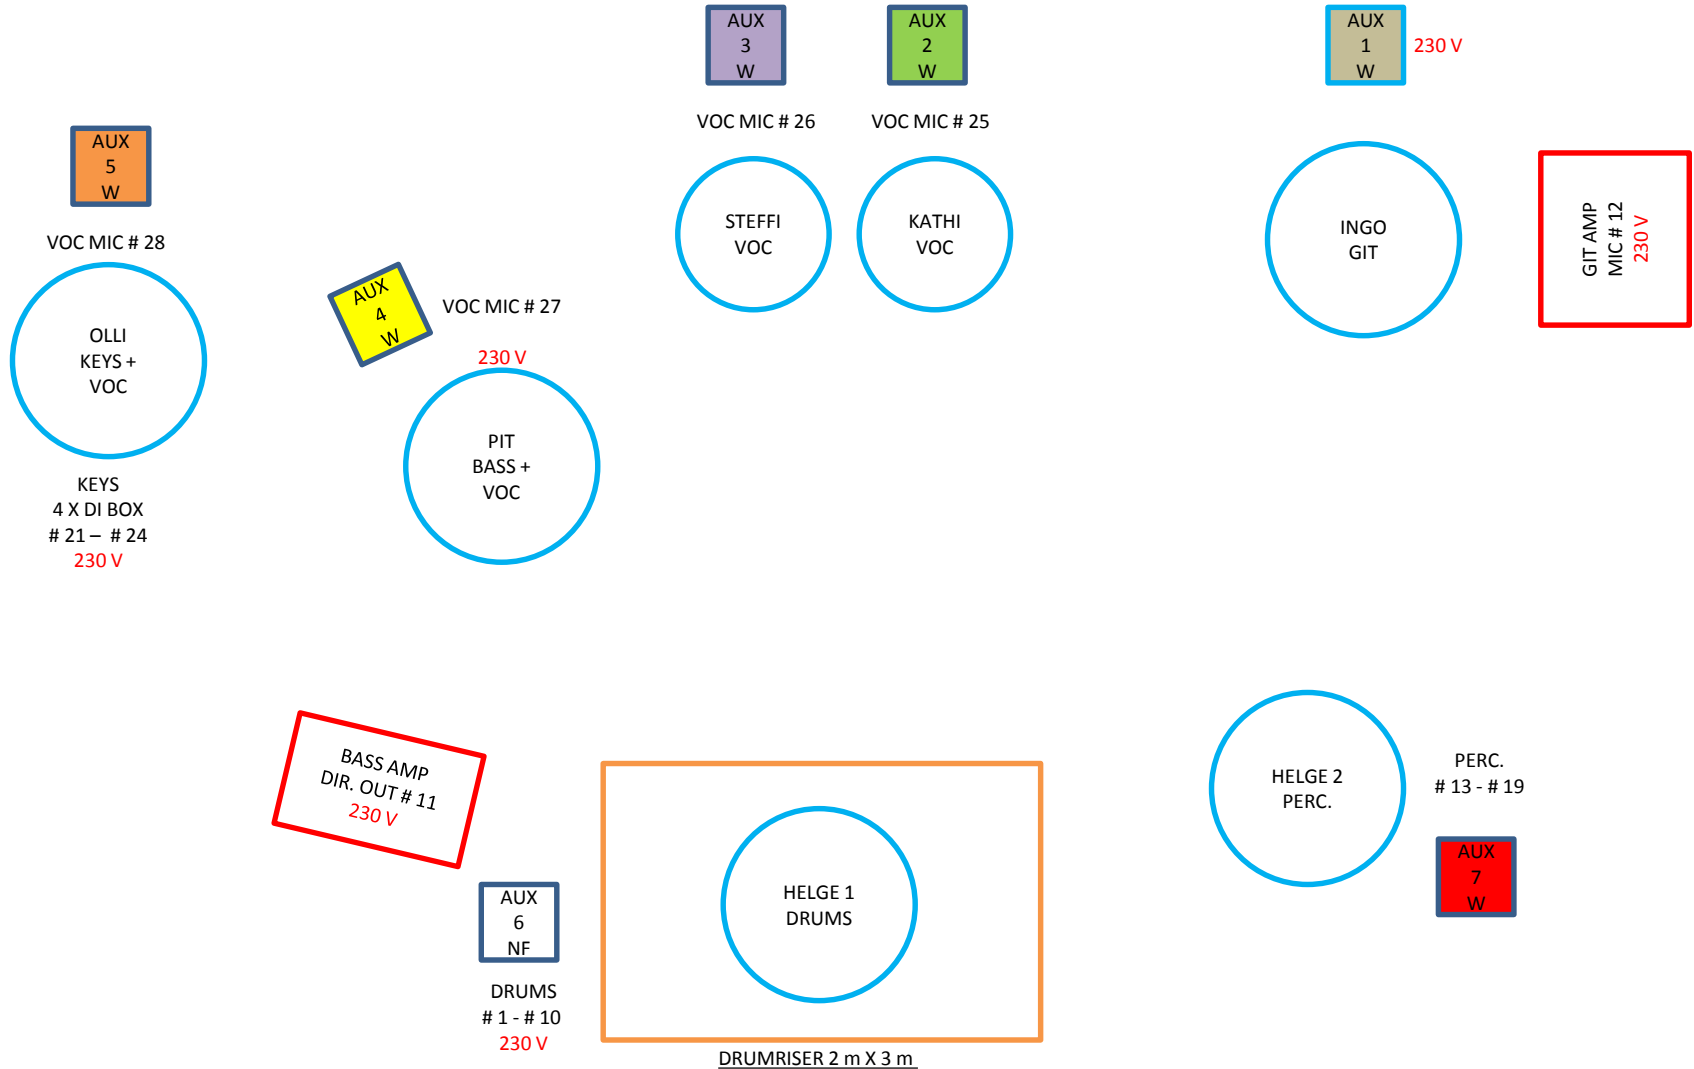 AUX
3
W
AUX
2
W
AUX
1
W
230 V
VOC MIC # 26
VOC MIC # 25
AUX
5
W
VOC MIC # 28
STEFFI
VOC
KATHI
VOC
INGO
GIT
GIT AMP
MIC # 12
230 V
AUX
4
W
VOC MIC # 27
230 V
OLLI
KEYS +
VOC
PIT
BASS +
VOC
KEYS
4 X DI BOX
# 21 –  # 24
230 V
BASS AMP
DIR. OUT # 11
230 V
HELGE 2
PERC.
PERC.
# 13 - # 19
AUX
7
W
AUX
6
NF
HELGE 1
DRUMS
DRUMS
# 1 - # 10
230 V
DRUMRISER 2 m X 3 m